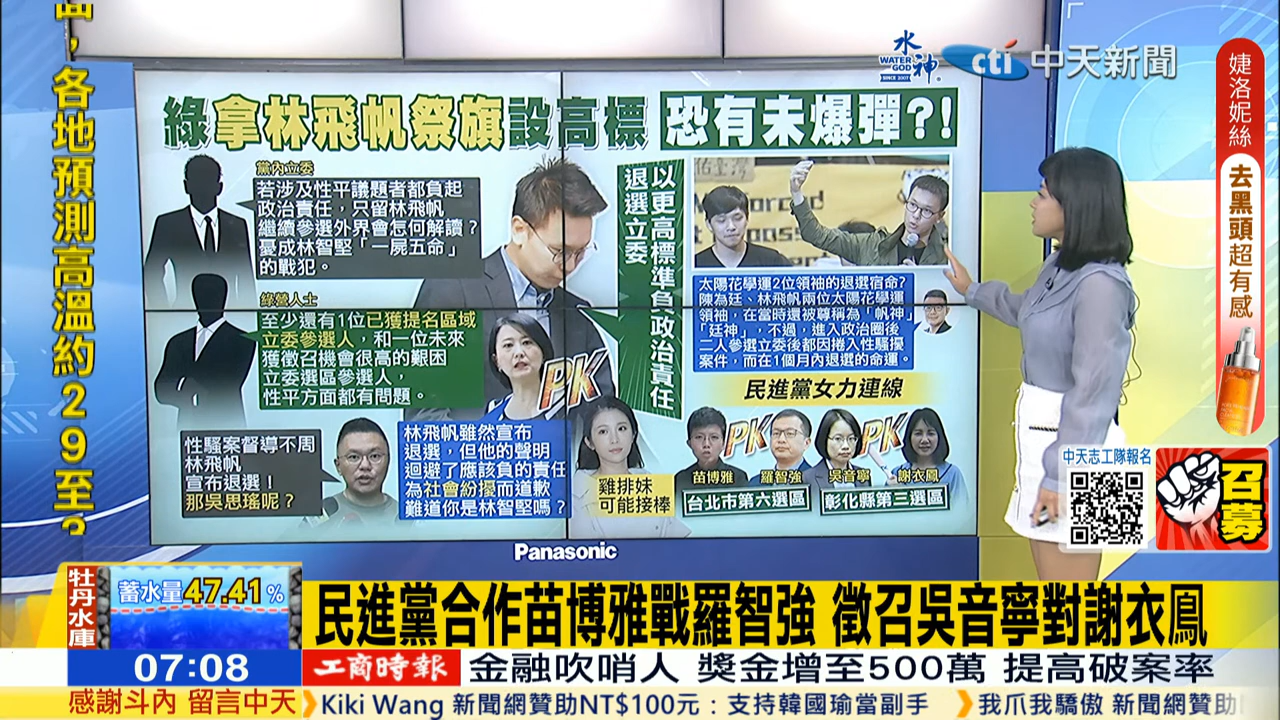 面，各地預測高溫約29至3
水神
WATER GOD
SINCE 2007
cti 中天新聞
綠拿林飛帆祭旗設高標 恐有未爆彈?!
黨內立委
若涉及性平議題者都負起
政治責任，只留林飛帆
繼續參選外界會怎何解讀？
憂成林智堅「一屍五命」
的戰犯。
綠營人士
至少還有1位已獲提名區域
立委參選人，和一位未來
獲徵召機會很高的艱困
立委選區參選人，
性平方面都有問題。
以更高標準負政治責任
退選立委
PK
太陽花學運2位領袖的退選宿命?
陳為廷、林飛帆兩位太陽花學運
領袖，在當時還被尊稱為「帆神」
「廷神」，不過，進入政治圈後
二人參選立委後都因捲入性騷擾
案件，而在1個月內退選的命運。
民進黨女力連線
性騷案督導不周
林飛帆
宣布退選！
那吳思瑤呢？
林飛帆雖然宣布
退選，但他的聲明
迴避了應該負的責任
為社會紛擾而道歉
難道你是林智堅嗎？
雞排妹
可能接棒
PK
苗博雅
羅智強
台北市第六選區
PK
吳音寧
謝衣鳳
彰化縣第三選區
Panasonic
婕洛妮絲
去黑頭超有感
中天志工隊報名
召募
牡丹水庫
蓄水量47.41%
民進黨合作苗博雅戰羅智強 徵召吳音寧對謝衣鳳
07:08
工商時報
金融吹哨人 獎金增至500萬 提高破案率
感謝斗內 留言中天
Kiki Wang 新聞網贊助NT$100元：支持韓國瑜當副手
我爪我驕傲 新聞網贊助